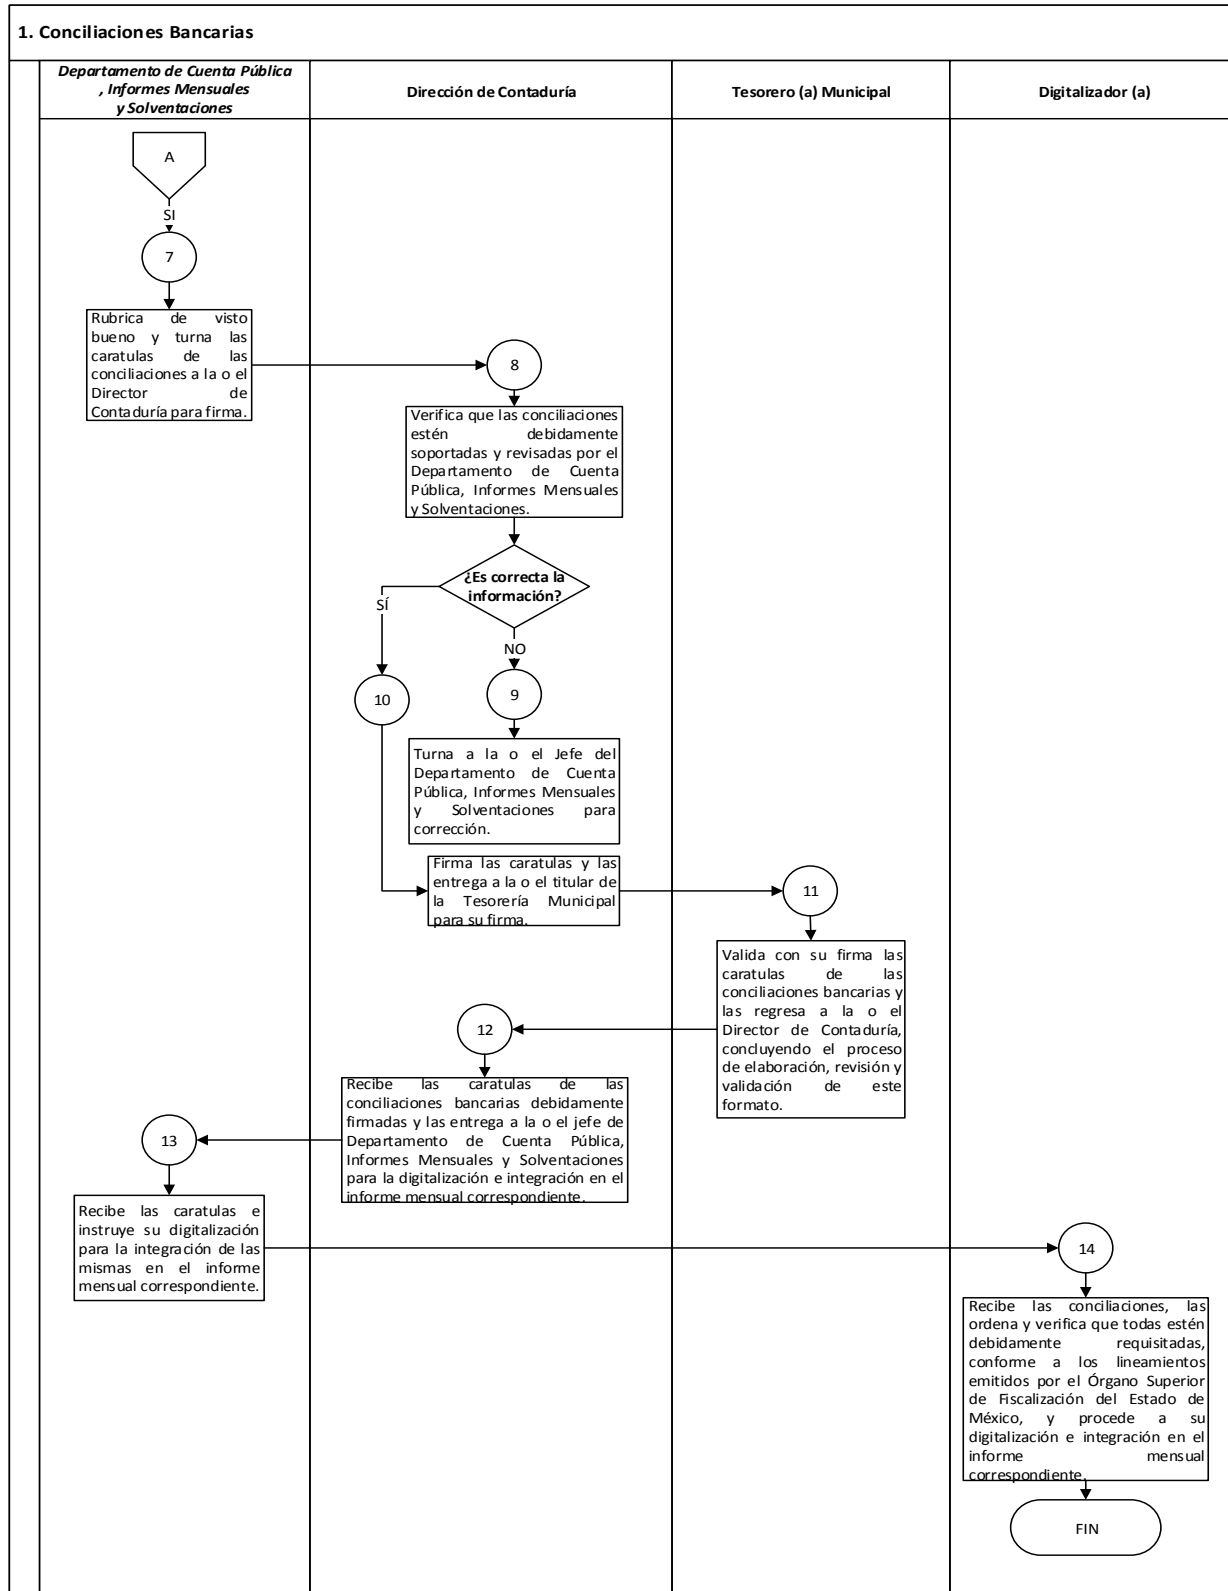 1. Conciliaciones Bancarias
Departamento de Cuenta Pública
, Informes Mensuales
y Solventaciones
Dirección de Contaduría
Tesorero (a) Municipal
Digitalizador (a)
A
SI
7
Rubrica de visto
bueno y turna las
caratulas de las
conciliaciones a la o el
Director de
Contaduría para firma.
8
Verifica que las conciliaciones
estén debidamente
soportadas y revisadas por el
Departamento de Cuenta
Pública, Informes Mensuales
y Solventaciones.
¿Es correcta la
información?
SÍ
NO
10
9
Turna a la o el Jefe del
Departamento de Cuenta
Pública, Informes Mensuales
y Solventaciones para
corrección.
Firma las caratulas y las
entrega a la o el titular de
la Tesorería Municipal
para su firma.
11
Valida con su firma las
caratulas de las
conciliaciones bancarias y
las regresa a la o el
Director de Contaduría,
concluyendo el proceso
de elaboración, revisión y
validación de este
formato.
12
Recibe las caratulas de las
conciliaciones bancarias debidamente
firmadas y las entrega a la o el jefe de
Departamento de Cuenta Pública,
Informes Mensuales y Solventaciones
para la digitalización e integración en el
informe mensual correspondiente.
13
Recibe las caratulas e
instruye su digitalización
para la integración de las
mismas en el informe
mensual correspondiente.
14
Recibe las conciliaciones, las
ordena y verifica que todas estén
debidamente requisitadas,
conforme a los lineamientos
emitidos por el Órgano Superior
de Fiscalización del Estado de
México, y procede a su
digitalización e integración en el
informe mensual
correspondiente.
FIN